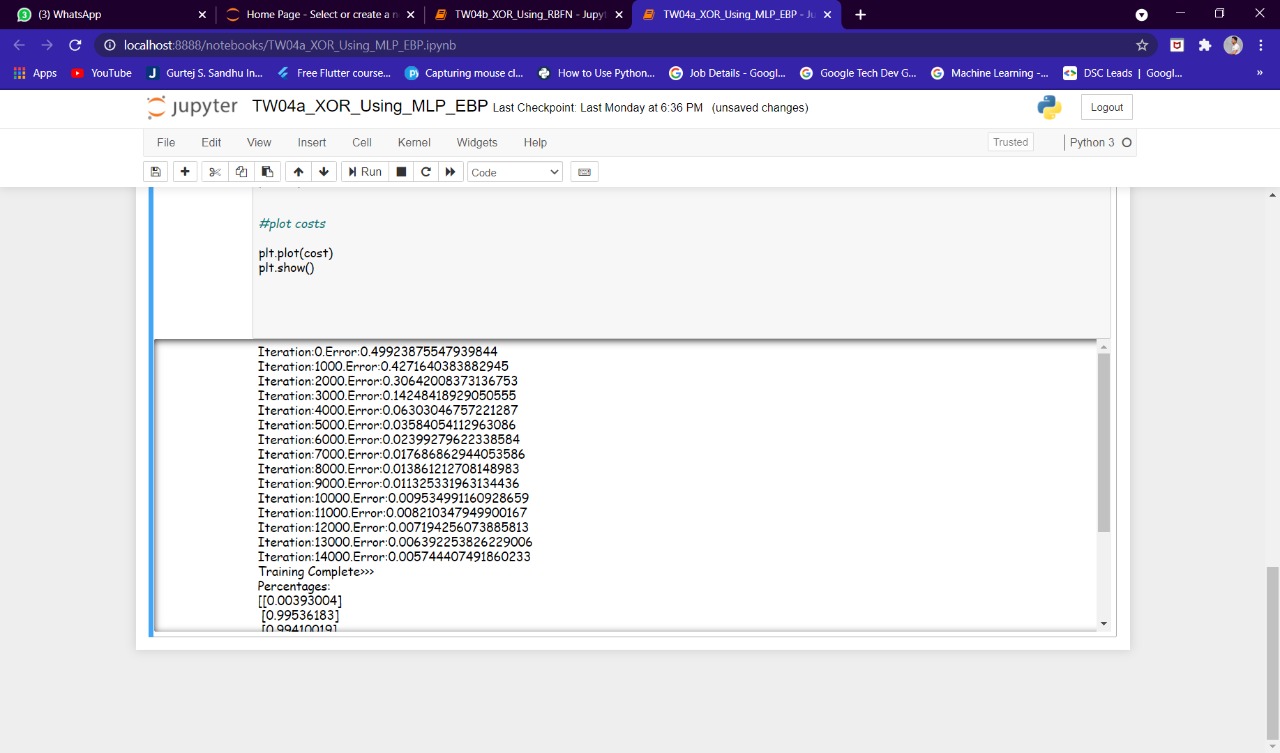 (3) WhatsApp
Home Page - Select or create a n
TW04b_XOR_Using_RBFN - Jupyt
TW04a_XOR_Using_MLP_EBP - Ju
localhost:8888/notebooks/TW04a_XOR_Using_MLP_EBP.ipynb
Apps YouTube Gurtej S. Sandhu In... Free Flutter course... Capturing mouse cl... How to Use Python... Job Details - Googl... Google Tech Dev G... Machine Learning -... DSC Leads | Googl... »
jupyter TW04a_XOR_Using_MLP_EBP Last Checkpoint: Last Monday at 6:36 PM (unsaved changes) Logout
File Edit View Insert Cell Kernel Widgets Help Trusted Python 3
Run Code
#plot costs
plt.plot(cost)
plt.show()
Iteration:0.Error:0.49923875547939844
Iteration:1000.Error:0.4271640383882945
Iteration:2000.Error:0.30642008373136753
Iteration:3000.Error:0.14248418929050555
Iteration:4000.Error:0.06303046757221287
Iteration:5000.Error:0.03584054112963086
Iteration:6000.Error:0.02399279622338584
Iteration:7000.Error:0.017686862944053586
Iteration:8000.Error:0.013861212708148983
Iteration:9000.Error:0.011325331963134436
Iteration:10000.Error:0.009534991160928659
Iteration:11000.Error:0.008210347949900167
Iteration:12000.Error:0.007194256073885813
Iteration:13000.Error:0.006392253826229006
Iteration:14000.Error:0.005744407491860233
Training Complete>>>
Percentages:
[[0.00393004]
[0.99536183]
[0.99410019]